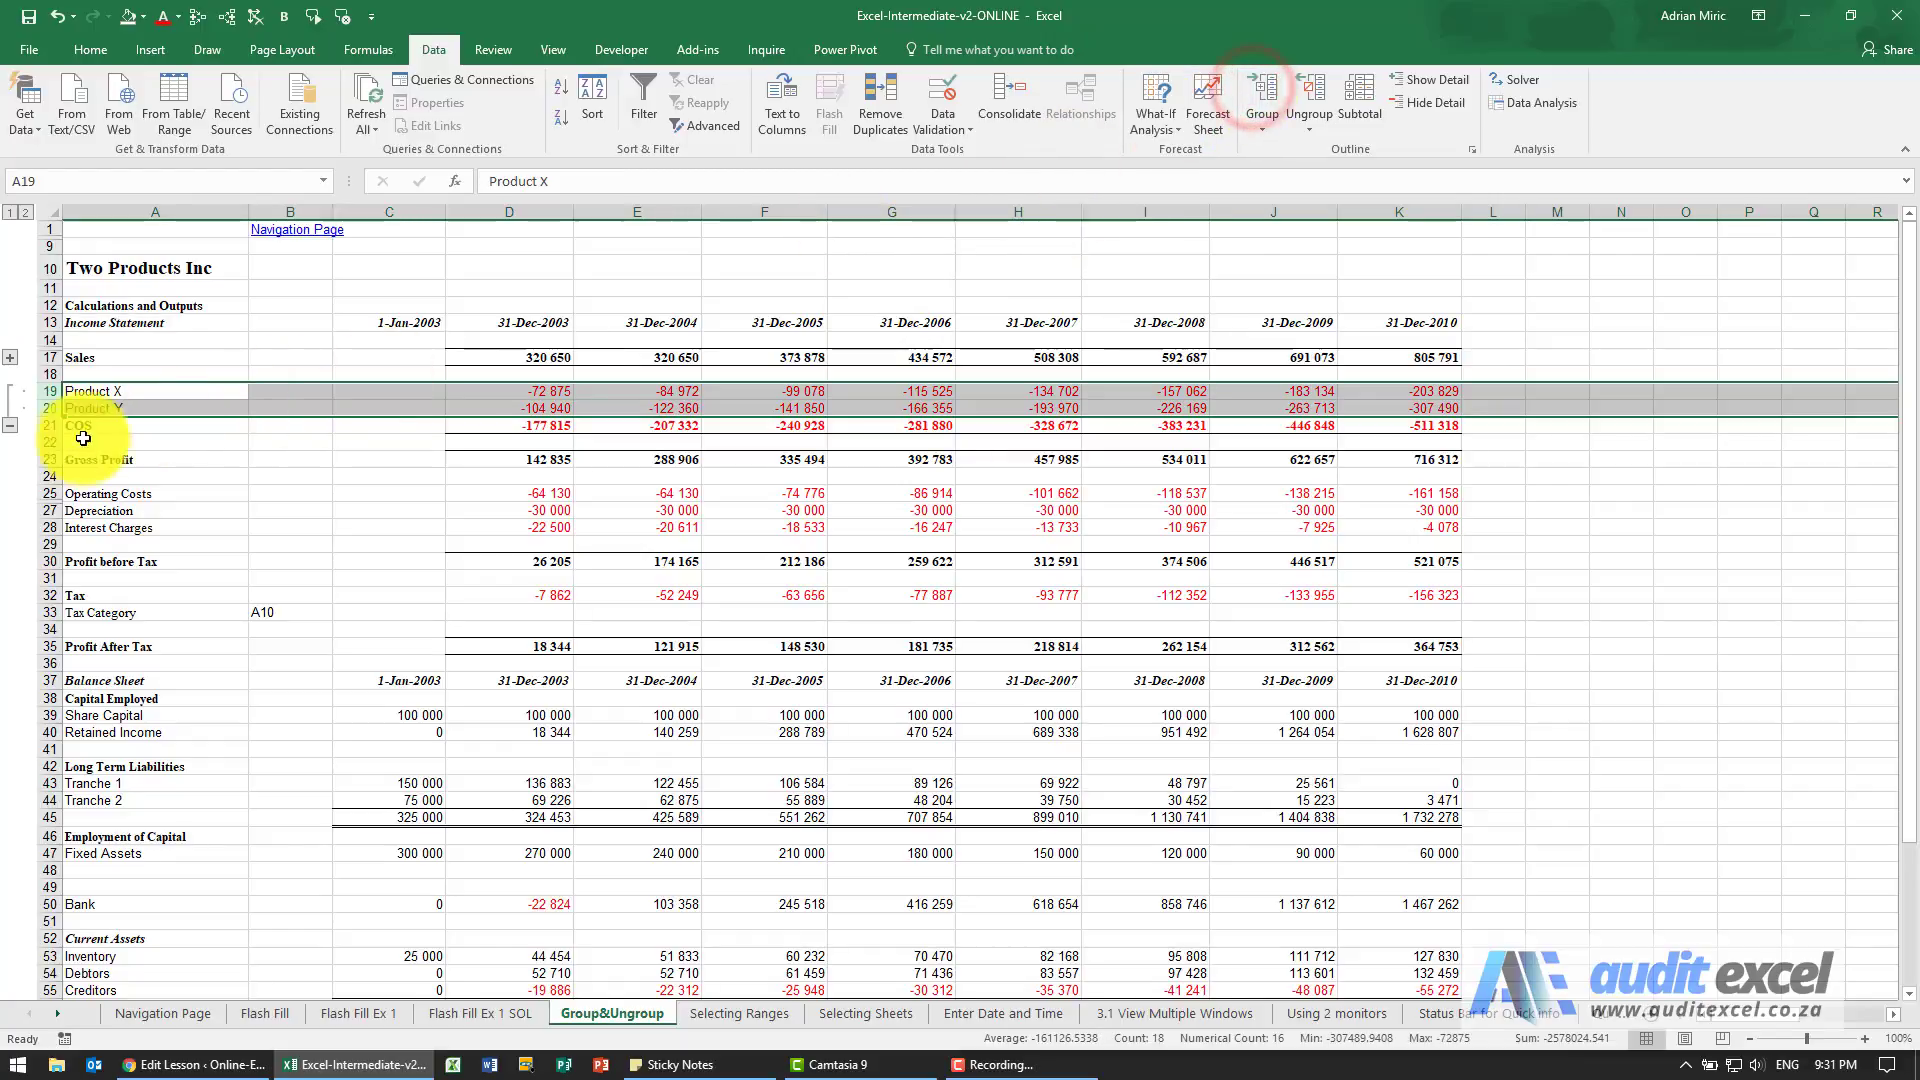 Excel-Intermediate-v2-ONLINE - Excel
Adrian Miric
File Home Insert Draw Page Layout Formulas Data Review View Developer Add-ins Inquire Power Pivot Tell me what you want to do Share
Get Data From Text/CSV From Web From Table/ Range Recent Sources Existing Connections
Get & Transform Data
Refresh All Queries & Connections Properties Edit Links
Queries & Connections
Sort Filter Clear Reapply Advanced
Sort & Filter
Text to Columns Flash Fill Remove Duplicates Data Validation Consolidate Relationships
Data Tools
What-If Analysis Forecast Sheet
Forecast
Group Ungroup Subtotal Show Detail Hide Detail
Outline
Solver Data Analysis
Analysis
A19 fx Product X
1 2 A B C D E F G H I J K L M N O P Q R
1 Navigation Page
9
10 Two Products Inc
11
12 Calculations and Outputs
13 Income Statement 1-Jan-2003 31-Dec-2003 31-Dec-2004 31-Dec-2005 31-Dec-2006 31-Dec-2007 31-Dec-2008 31-Dec-2009 31-Dec-2010
14
17 Sales 320 650 320 650 373 878 434 572 508 308 592 687 691 073 805 791
18
19 Product X -72 875 -84 972 -99 078 -115 525 -134 702 -157 062 -183 134 -203 829
20 Product Y -104 940 -122 360 -141 850 -166 355 -193 970 -226 169 -263 713 -307 490
21 COS -177 815 -207 332 -240 928 -281 880 -328 672 -383 231 -446 848 -511 318
22
23 Gross Profit 142 835 288 906 335 494 392 783 457 985 534 011 622 657 716 312
24
25 Operating Costs -64 130 -64 130 -74 776 -86 914 -101 662 -118 537 -138 215 -161 158
27 Depreciation -30 000 -30 000 -30 000 -30 000 -30 000 -30 000 -30 000 -30 000
28 Interest Charges -22 500 -20 611 -18 533 -16 247 -13 733 -10 967 -7 925 -4 078
29
30 Profit before Tax 26 205 174 165 212 186 259 622 312 591 374 506 446 517 521 075
31
32 Tax -7 862 -52 249 -63 656 -77 887 -93 777 -112 352 -133 955 -156 323
33 Tax Category A10
34
35 Profit After Tax 18 344 121 915 148 530 181 735 218 814 262 154 312 562 364 753
36
37 Balance Sheet 1-Jan-2003 31-Dec-2003 31-Dec-2004 31-Dec-2005 31-Dec-2006 31-Dec-2007 31-Dec-2008 31-Dec-2009 31-Dec-2010
38 Capital Employed
39 Share Capital 100 000 100 000 100 000 100 000 100 000 100 000 100 000 100 000 100 000
40 Retained Income 0 18 344 140 259 288 789 470 524 689 338 951 492 1 264 054 1 628 807
41
42 Long Term Liabilities
43 Tranche 1 150 000 136 883 122 455 106 584 89 126 69 922 48 797 25 561 0
44 Tranche 2 75 000 69 226 62 875 55 889 48 204 39 750 30 452 15 223 3 471
45 325 000 324 453 425 589 551 262 707 854 899 010 1 130 741 1 404 838 1 732 278
46 Employment of Capital
47 Fixed Assets 300 000 270 000 240 000 210 000 180 000 150 000 120 000 90 000 60 000
48
49
50 Bank 0 -22 824 103 358 245 518 416 259 618 654 858 746 1 137 612 1 467 262
51
52 Current Assets
53 Inventory 25 000 44 454 51 833 60 232 70 470 82 168 95 808 111 712 127 830
54 Debtors 0 52 710 52 710 61 459 71 436 83 557 97 428 113 601 132 459
55 Creditors 0 -19 886 -22 312 -25 948 -30 312 -35 370 -41 241 -48 087 -55 272
audit excel
www.auditexcel.co.za
Navigation Page Flash Fill Flash Fill Ex 1 Flash Fill Ex 1 SOL Group&Ungroup Selecting Ranges Selecting Sheets Enter Date and Time 3.1 View Multiple Windows Using 2 monitors Status Bar for Quick info
Ready Average: -161126.5338 Count: 18 Numerical Count: 16 Min: -307489.9408 Max: -72875 Sum: -2578024.541 100%
Edit Lesson ‹ Online-E... Excel-Intermediate-v2... Sticky Notes Camtasia 9 Recording... ENG 9:31 PM